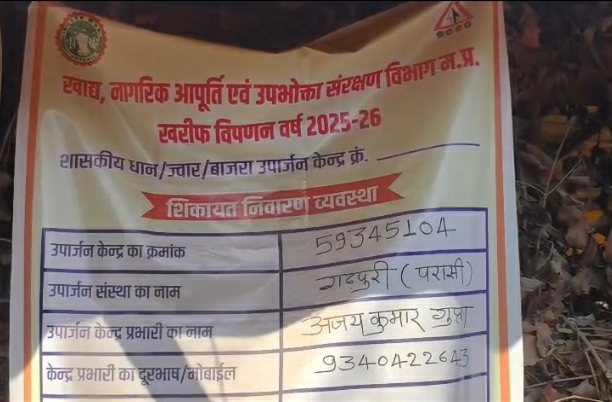 खाद्य, नागरिक आपूर्ति एवं उपभोक्ता संरक्षण विभाग म.प्र.
खरीफ विपणन वर्ष 2025-26
शासकीय धान/ज्वार/बाजरा उपार्जन केन्द्र क्रं.
शिकायत निवारण व्यवस्था
उपार्जन केन्द्र का क्रमांक 59345104
उपार्जन संस्था का नाम गढ़पुरी (परासी)
उपार्जन केन्द्र प्रभारी का नाम अजय कुमार गुप्ता
केन्द्र प्रभारी का दूरभाष/मोबाईल 9340422643